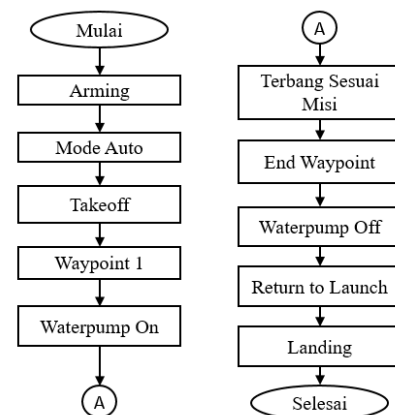 Mulai
Arming
Mode Auto
Takeoff
Waypoint 1
Waterpump On
A
A
Terbang Sesuai
Misi
End Waypoint
Waterpump Off
Return to Launch
Landing
Selesai